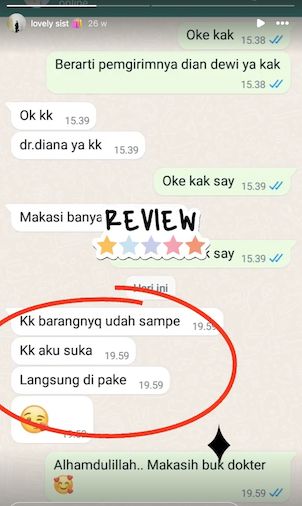 online
lovely sist 26 w
Oke kak
15.38
Berarti pemgirimnya dian dewi ya kak
15.38
Ok kk
15.39
dr.diana ya kk
15.39
Oke kak say
15.39
Makasi banya
REVIEW
k say
15.39
Hari ini
Kk barangnyq udah sampe
19.59
Kk aku suka
19.59
Langsung di pake
19.59
19.59
Alhamdulillah.. Makasih buk dokter